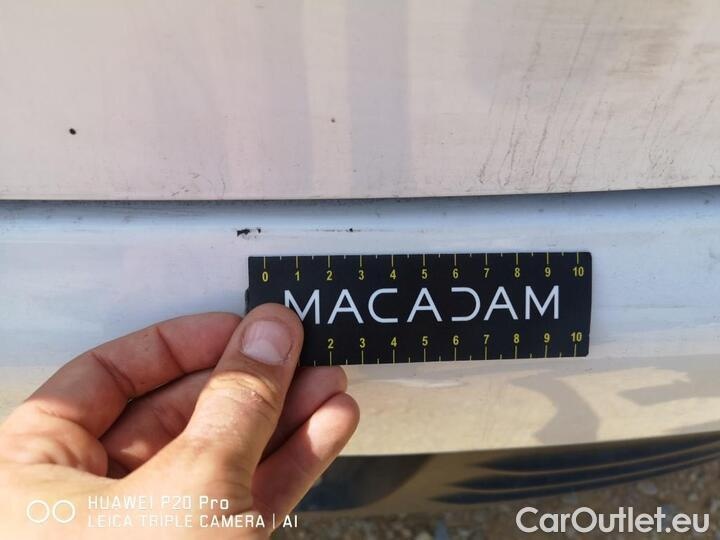 0 1 2 3 4 5 6 7 8 9 10
MACADAM
2 3 4 5 6 7 8 9 10
HUAWEI P20 Pro
LEICA TRIPLE CAMERA | AI
CarOutlet.eu